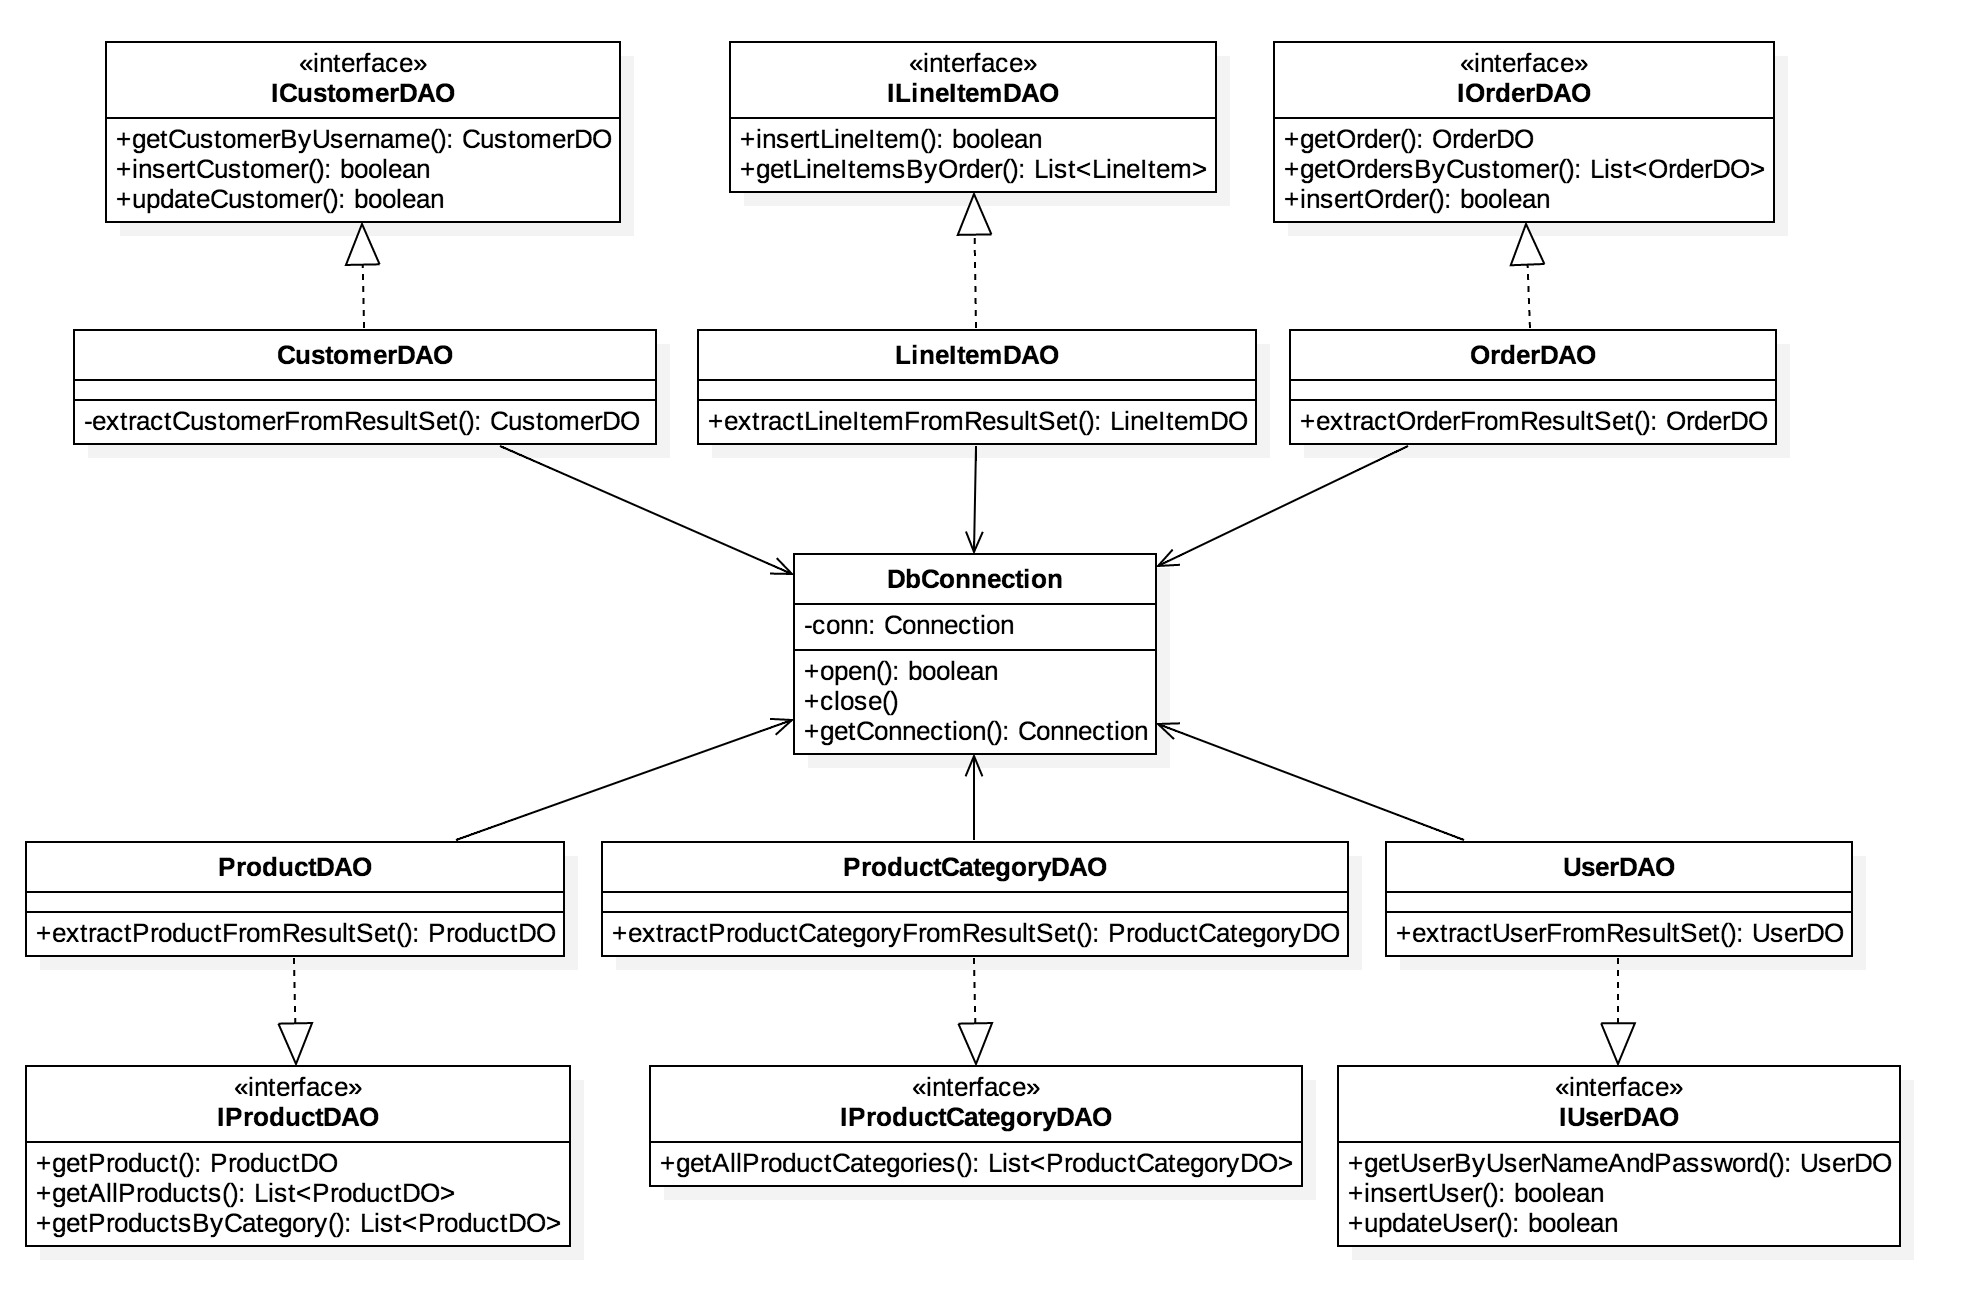 «interface»
ICustomerDAO
+getCustomerByUsername(): CustomerDO
+insertCustomer(): boolean
+updateCustomer(): boolean
«interface»
ILineItemDAO
+insertLineItem(): boolean
+getLineItemsByOrder(): List<LineItem>
«interface»
IOrderDAO
+getOrder(): OrderDO
+getOrdersByCustomer(): List<OrderDO>
+insertOrder(): boolean
CustomerDAO
-extractCustomerFromResultSet(): CustomerDO
LineItemDAO
+extractLineItemFromResultSet(): LineItemDO
OrderDAO
+extractOrderFromResultSet(): OrderDO
DbConnection
-conn: Connection
+open(): boolean
+close()
+getConnection(): Connection
ProductDAO
+extractProductFromResultSet(): ProductDO
ProductCategoryDAO
+extractProductCategoryFromResultSet(): ProductCategoryDO
UserDAO
+extractUserFromResultSet(): UserDO
«interface»
IProductDAO
+getProduct(): ProductDO
+getAllProducts(): List<ProductDO>
+getProductsByCategory(): List<ProductDO>
«interface»
IProductCategoryDAO
+getAllProductCategories(): List<ProductCategoryDO>
«interface»
IUserDAO
+getUserByUserNameAndPassword(): UserDO
+insertUser(): boolean
+updateUser(): boolean